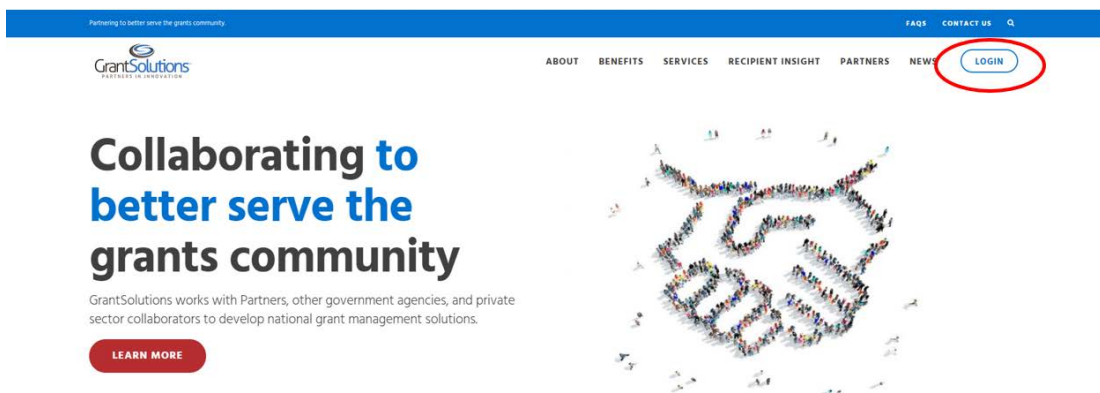 Partnering to better serve the grants community.
FAQS CONTACT US
GrantSolutions
PARTNERS IN INNOVATION
ABOUT BENEFITS SERVICES RECIPIENT INSIGHT PARTNERS NEWS LOGIN
Collaborating to
better serve the
grants community
GrantSolutions works with Partners, other government agencies, and private
sector collaborators to develop national grant management solutions.
LEARN MORE